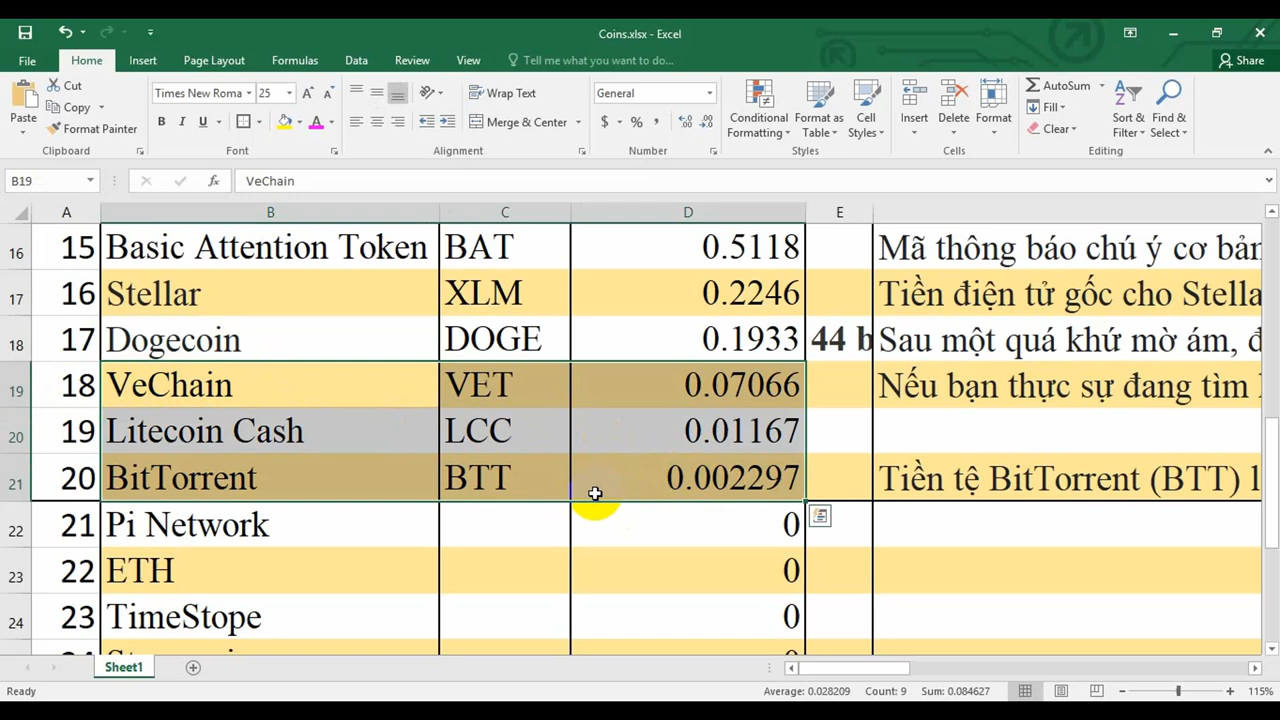 Coins.xlsx - Excel
File Home Insert Page Layout Formulas Data Review View Tell me what you want to do... Share
Paste Cut Copy Format Painter
Clipboard
Times New Roma 25 A A B I U A
Font
Wrap Text
Merge & Center
Alignment
General
$ % ,
Number
Conditional Formatting
Format as Table
Cell Styles
Styles
Insert Delete Format
Cells
AutoSum Fill Clear
Sort & Filter
Find & Select
Editing
B19 fx VeChain
A B C D E
16 15 Basic Attention Token BAT 0.5118 Mã thông báo chú ý cơ bản
17 16 Stellar XLM 0.2246 Tiền điện tử gốc cho Stella
18 17 Dogecoin DOGE 0.1933 44 b Sau một quá khứ mờ ám, đ
19 18 VeChain VET 0.07066 Nếu bạn thực sự đang tìm
20 19 Litecoin Cash LCC 0.01167
21 20 BitTorrent BTT 0.002297 Tiền tệ BitTorrent (BTT) l
22 21 Pi Network 0
23 22 ETH 0
24 23 TimeStope 0
Sheet1
Ready Average: 0.028209 Count: 9 Sum: 0.084627 115%